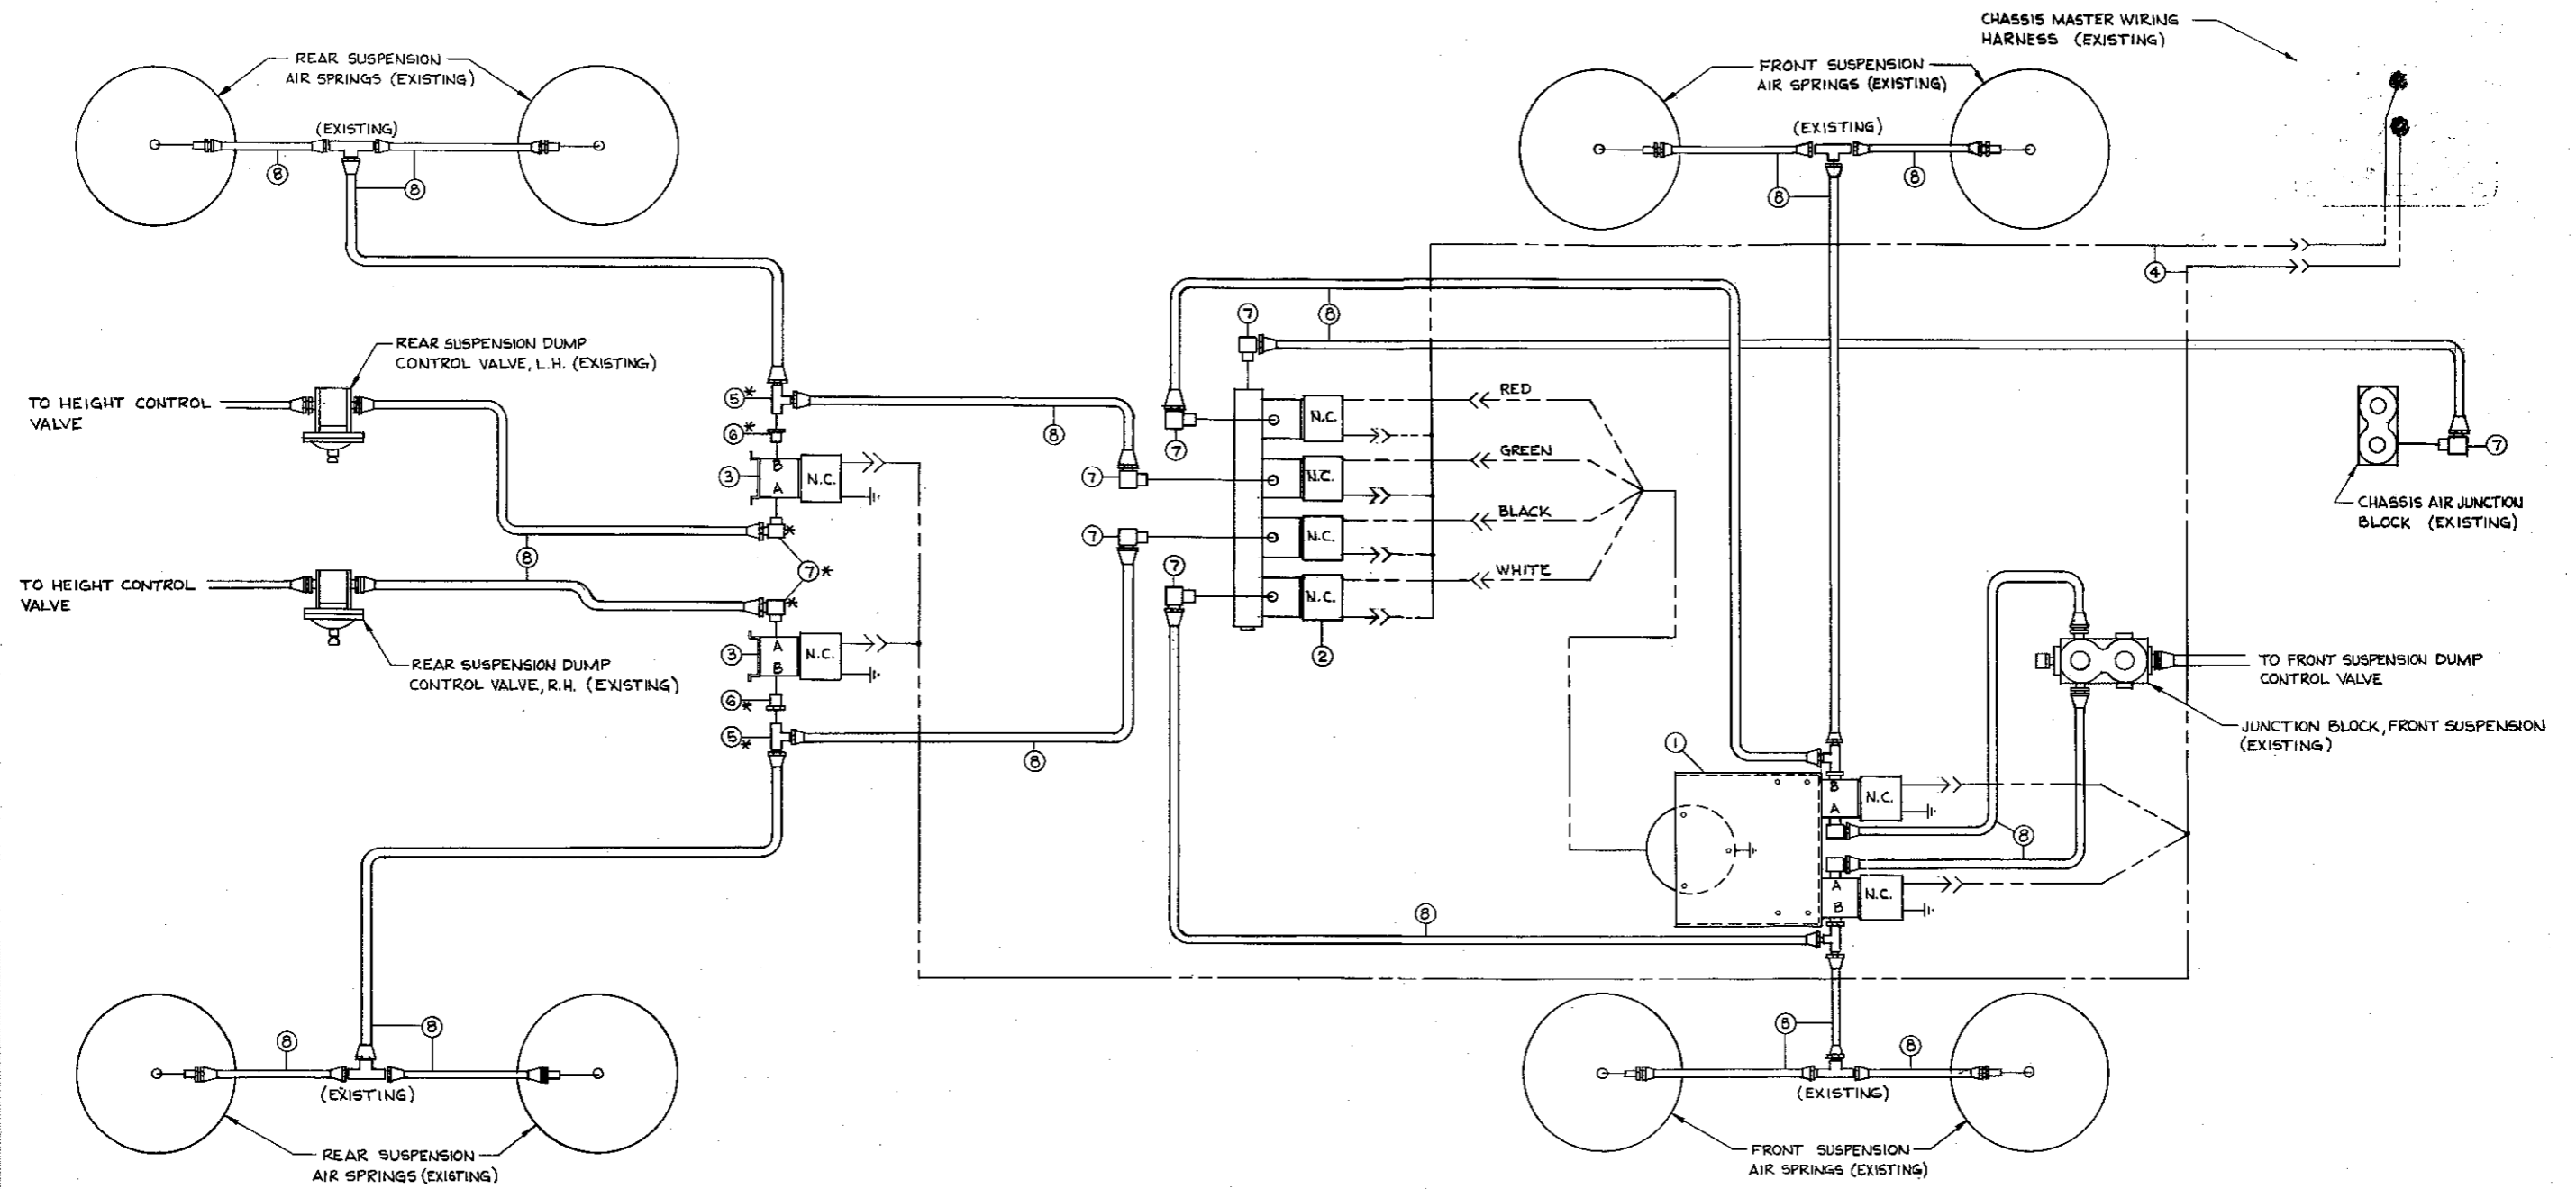 CHASSIS MASTER WIRING
HARNESS (EXISTING)
REAR SUSPENSION
AIR SPRINGS (EXISTING)
FRONT SUSPENSION
AIR SPRINGS (EXISTING)
(EXISTING)
(EXISTING)
8
8
8
8
4
8
7
REAR SUSPENSION DUMP
CONTROL VALVE, L.H. (EXISTING)
TO HEIGHT CONTROL
VALVE
5*
6*
8
7
7
RED
N.C.
GREEN
N.C.
BLACK
N.C.
WHITE
N.C.
2
3
B
A
N.C.
*
7
7
7
CHASSIS AIR JUNCTION
BLOCK (EXISTING)
8
7*
TO HEIGHT CONTROL
VALVE
*
REAR SUSPENSION DUMP
CONTROL VALVE, R.H. (EXISTING)
3
A
B
N.C.
6*
5*
8
TO FRONT SUSPENSION DUMP
CONTROL VALVE
JUNCTION BLOCK, FRONT SUSPENSION
(EXISTING)
1
B
A
N.C.
8
A
B
N.C.
8
8
8
8
8
(EXISTING)
(EXISTING)
REAR SUSPENSION
AIR SPRINGS (EXISTING)
FRONT SUSPENSION
AIR SPRINGS (EXISTING)